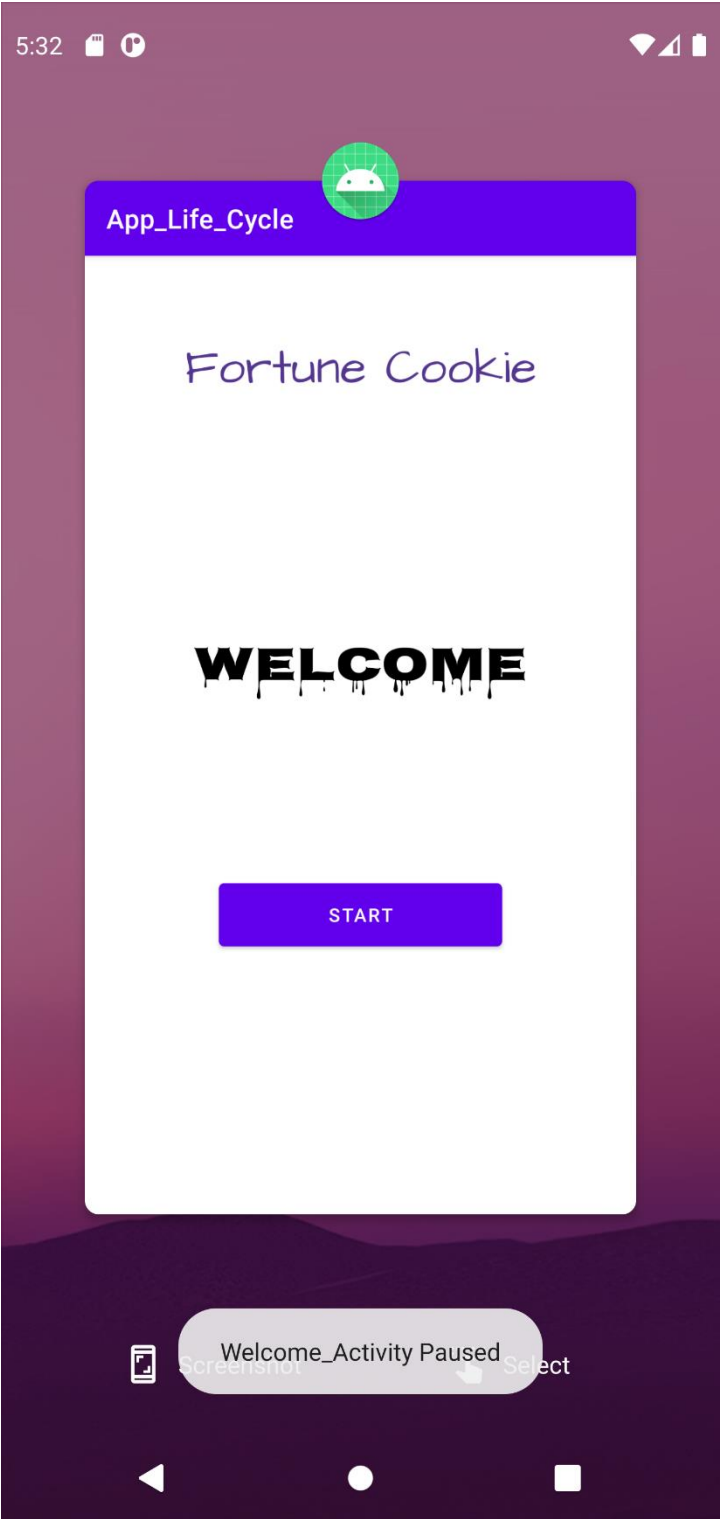 5:32
App_Life_Cycle
Fortune Cookie
WELCOME
START
Welcome_Activity Paused
Screenshot Select